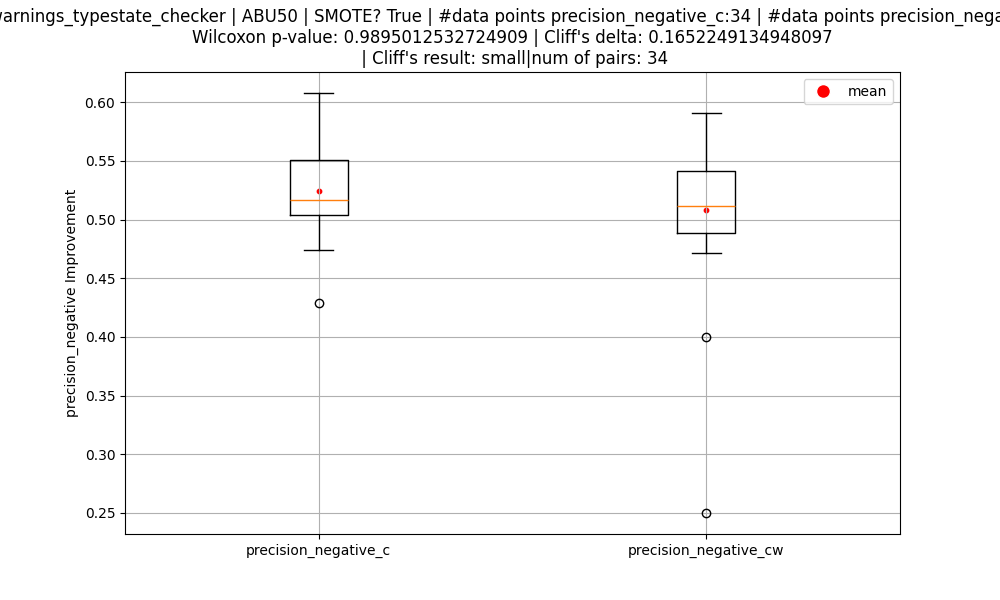 warnings_typestate_checker | ABU50 | SMOTE? True | #data points precision_negative_c:34 | #data points
Wilcoxon p-value: 0.9895012532724909 | Cliff's delta: 0.1652249134948097
| Cliff's result: small|num of pairs: 34
mean
0.60
0.55
0.50
0.45
0.40
0.35
0.30
0.25
precision_negative Improvement
precision_negative_c
precision_negative_cw